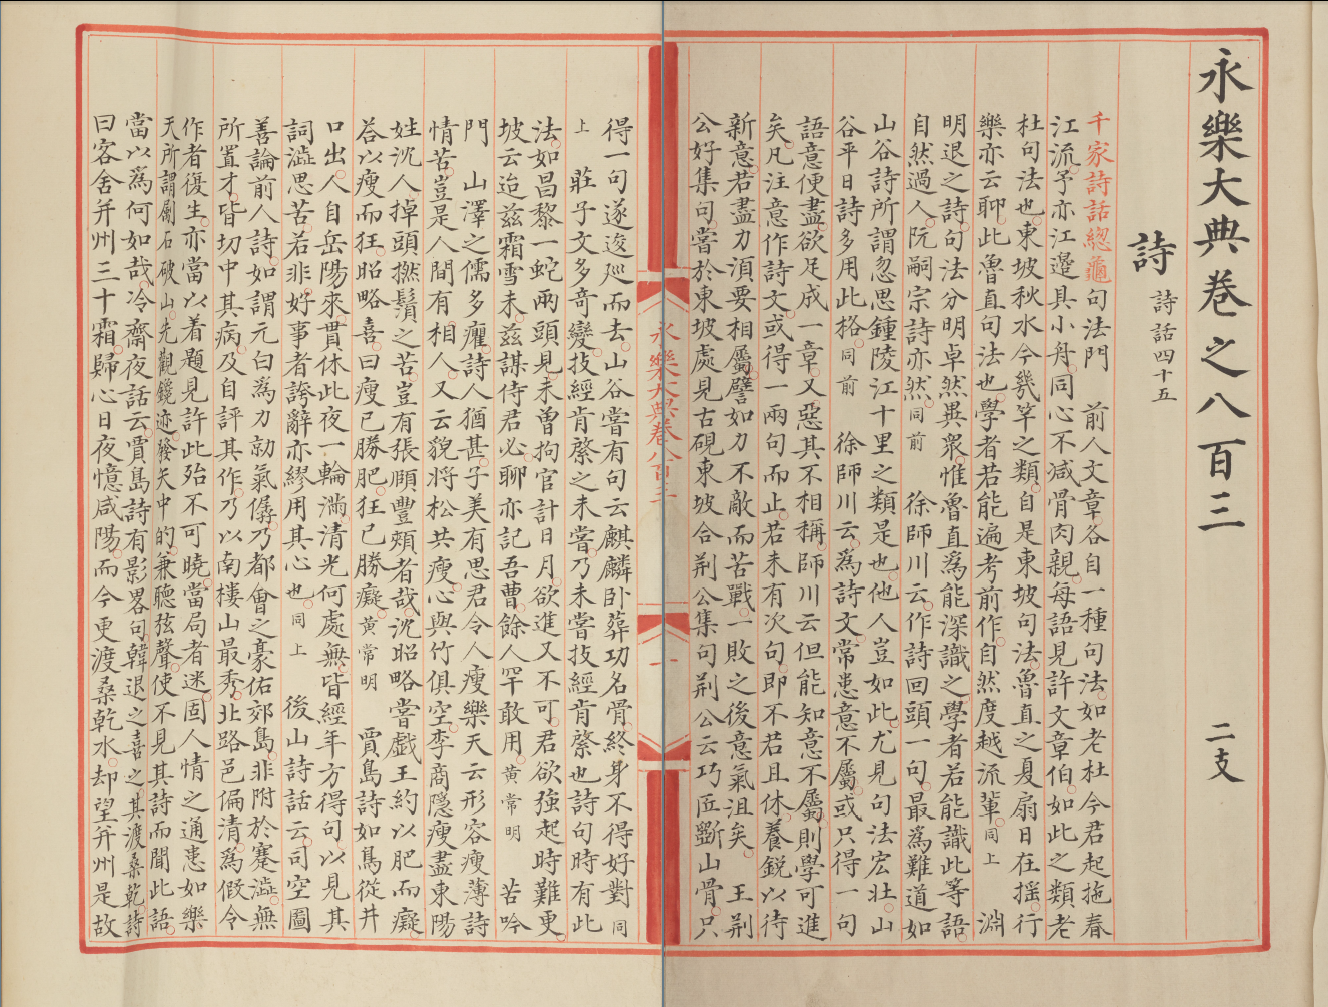 永樂大典卷之八百三　二支
詩　詩話四十五
千家詩話總龜句法門　前人文章各自一種句法如老杜今君起拖春
江流予亦江邊具小舟同心不減骨肉親每語見許文章伯如此之類老
杜句法也東坡秋水今幾竿之類自是東坡句法魯直之夏扇日在搖行
樂亦云聊此魯直句法也學者若能遍考前作自然度越流輩同上　淵
明退之詩句法分明卓然異衆惟魯直爲能深識之學者若能識此等語
自然過人阮嗣宗詩亦然同前　徐師川云作詩回頭一句最爲難道如
山谷詩所謂忽思鍾陵江十里之類是也他人豈如此尤見句法宏壯山
谷平日詩多用此格同前　徐師川云爲詩文常患意不屬或只得一句
語意便盡欲足成一章又惡其不相稱師川云但能知意不屬則學可進
矣凡注意作詩文或得一兩句而止若未有次句即不若且休養鋭以待
新意若盡力須要相屬譬如力不敵而苦戰一敗之後意氣沮矣　王荆
公好集句嘗於東坡處見古硯東坡令荆公集句荆公云巧匠斲山骨只
永樂大典卷八百三　一
得一句遂逡廵而去山谷嘗有句云麒麟卧葬功名骨終身不得好對同
上　莊子文多奇變技經肯綮之未嘗乃未嘗技經肯綮也詩句時有此
法如昌黎一蛇兩頭見未曾拘官計日月欲進又不可君欲強起時難更
坡云迨兹霜雪未兹謀侍君必聊亦記吾曹餘人罕敢用黄常明　苦吟
門　山澤之儒多癯詩人猶甚子美有思君令人瘦樂天云形容瘦薄詩
情苦豈是人間有相人又云貌將松共瘦心與竹俱空李商隱瘦盡東陽
姓沈人掉頭撚鬚之苦豈有張頤豐頰者哉沈昭略嘗戲王約以肥而癡
荅以瘦而狂昭略喜曰瘦已勝肥狂已勝癡黄常明　賈島詩如鳥從井
口出人自岳陽來貫休此夜一輪滿清光何處無皆經年方得句以見其
詞澁思苦若非好事者誇辭亦繆用其心也同上　後山詩話云司空圖
善論前人詩如謂元白爲力勍氣孱乃都會之豪佑郊島非附於蹇澁無
所置才皆切中其病及自評其作乃以南樓山最秀北路邑偏清爲假令
作者復生亦當以着題見許此殆不可曉當局者迷固人情之通患如樂
天所謂㔉石破山先觀鑱迹發矢中的兼聽弦聲使不見其詩而聞此語
當以爲何如哉冷齋夜話云賈島詩有影畧句韓退之喜之其渡桑乾詩
曰客舍并州三十霜歸心日夜憶咸陽而今更渡桑乾水却望并州是故